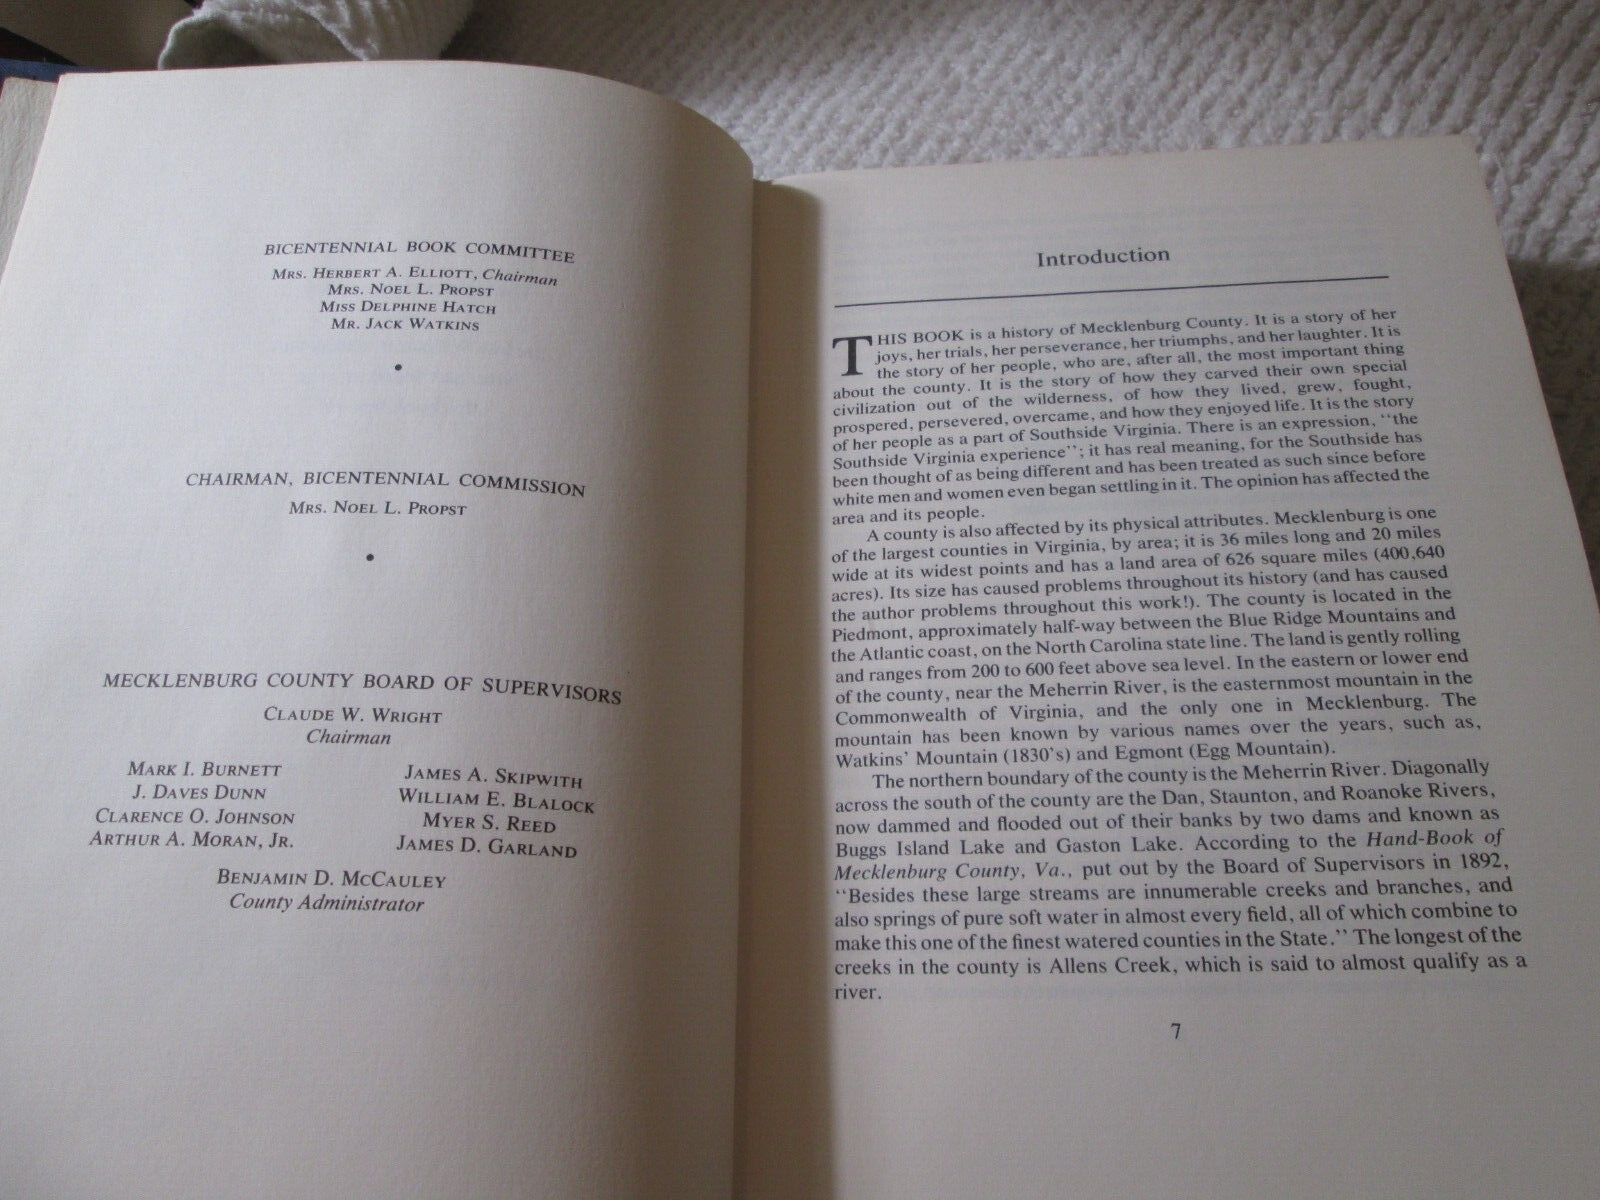 BICENTENNIAL BOOK COMMITTEE
MRS. HERBERT A. ELLIOTT, Chairman
MRS. NOEL L. PROPST
MISS DELPHINE HATCH
MR. JACK WATKINS
•
CHAIRMAN, BICENTENNIAL COMMISSION
MRS. NOEL L. PROPST
•
MECKLENBURG COUNTY BOARD OF SUPERVISORS
CLAUDE W. WRIGHT
Chairman
MARK I. BURNETT
J. DAVES DUNN
CLARENCE O. JOHNSON
ARTHUR A. MORAN, JR.
JAMES A. SKIPWITH
WILLIAM E. BLALOCK
MYER S. REED
JAMES D. GARLAND
BENJAMIN D. MCCAULEY
County Administrator
Introduction
THIS BOOK is a history of Mecklenburg County. It is a story of her
joys, her trials, her perseverance, her triumphs, and her laughter. It is
the story of her people, who are, after all, the most important thing
about the county. It is the story of how they carved their own special
civilization out of the wilderness, of how they lived, grew, fought,
prospered, persevered, overcame, and how they enjoyed life. It is the story
of her people as a part of Southside Virginia. There is an expression, "the
Southside Virginia experience"; it has real meaning, for the Southside has
been thought of as being different and has been treated as such since before
white men and women even began settling in it. The opinion has affected the
area and its people.
A county is also affected by its physical attributes. Mecklenburg is one
of the largest counties in Virginia, by area; it is 36 miles long and 20 miles
wide at its widest points and has a land area of 626 square miles (400,640
acres). Its size has caused problems throughout its history (and has caused
the author problems throughout this work!). The county is located in the
Piedmont, approximately half-way between the Blue Ridge Mountains and
the Atlantic coast, on the North Carolina state line. The land is gently rolling
and ranges from 200 to 600 feet above sea level. In the eastern or lower end
of the county, near the Meherrin River, is the easternmost mountain in the
Commonwealth of Virginia, and the only one in Mecklenburg. The
mountain has been known by various names over the years, such as,
Watkins' Mountain (1830's) and Egmont (Egg Mountain).
The northern boundary of the county is the Meherrin River. Diagonally
across the south of the county are the Dan, Staunton, and Roanoke Rivers,
now dammed and flooded out of their banks by two dams and known as
Buggs Island Lake and Gaston Lake. According to the Hand-Book of
Mecklenburg County, Va., put out by the Board of Supervisors in 1892,
"Besides these large streams are innumerable creeks and branches, and
also springs of pure soft water in almost every field, all of which combine to
make this one of the finest watered counties in the State." The longest of the
creeks in the county is Allens Creek, which is said to almost qualify as a
river.
7